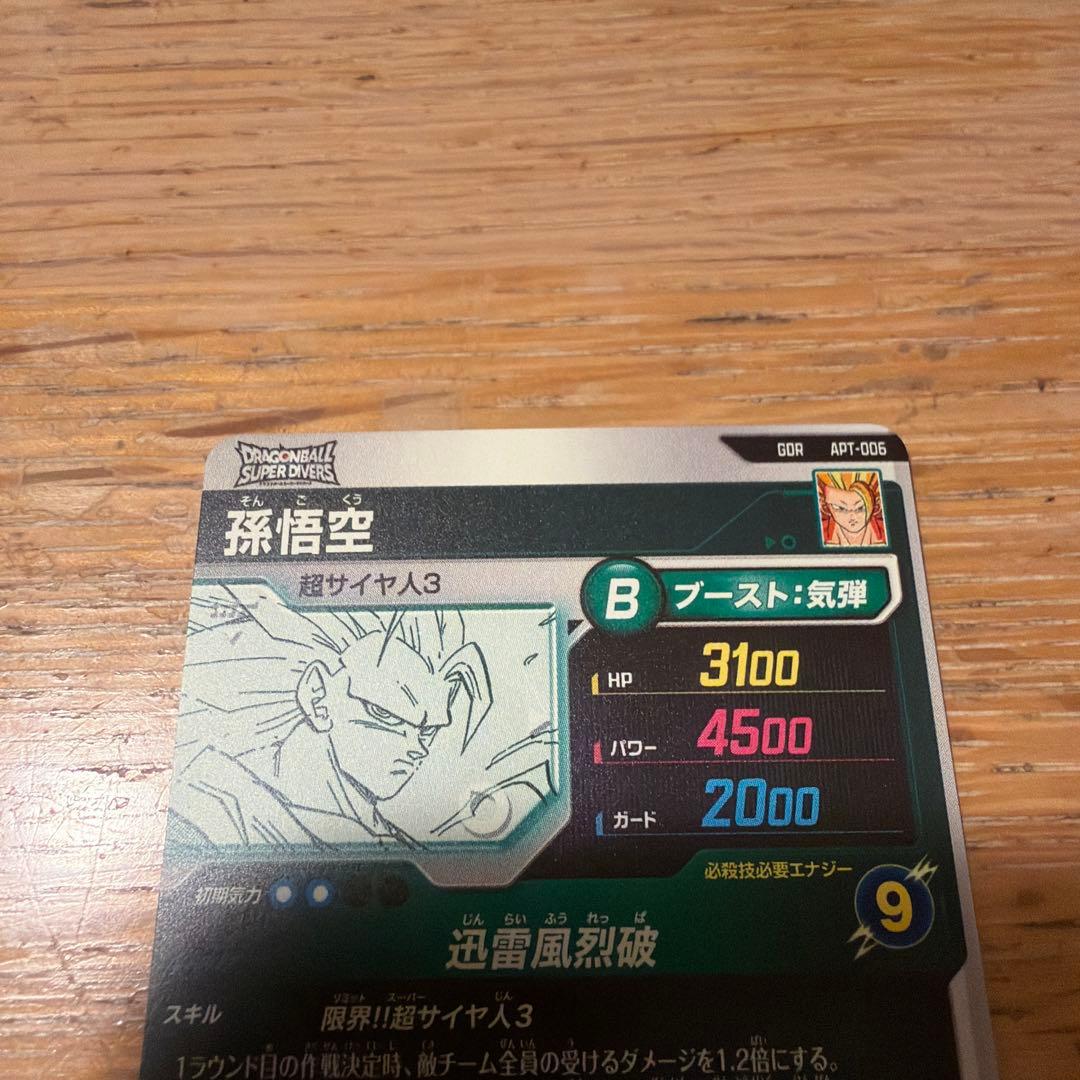 DRAGONBALL
SUPER DIVERS
GDR APT-006
そん ご くう
孫悟空
超サイヤ人3
B ブースト:気弾
HP 3100
パワー 4500
ガード 2000
初期気力
必殺技必要エナジー
9
じん らい ふう れっ ぱ
迅雷風烈破
リミット スーパー じん
スキル 限界!!超サイヤ人3
1ラウンド目の作戦決定時、敵チーム全員の受けるダメージを1.2倍にする。